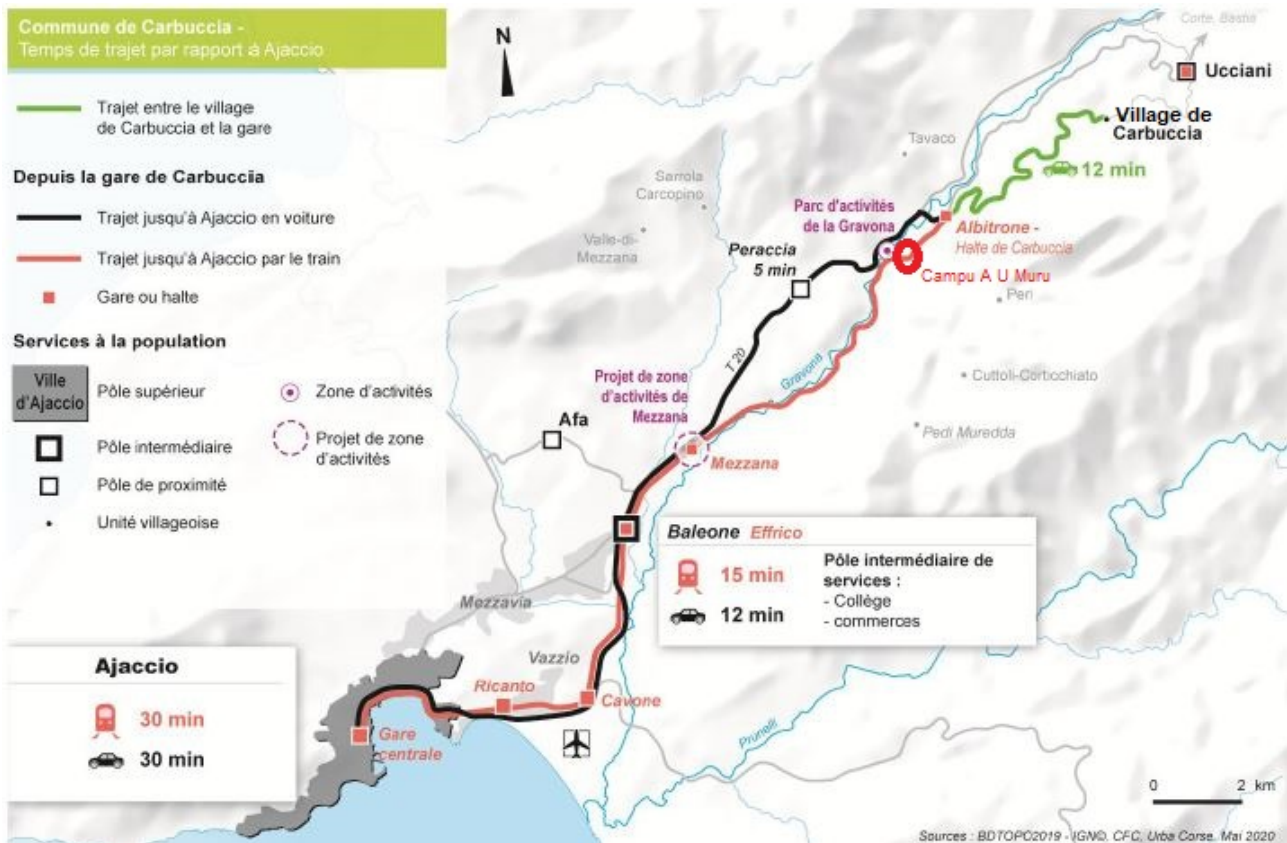 Commune de Carbuccia -
Temps de trajet par rapport à Ajaccio
Trajet entre le village
de Carbuccia et la gare
Depuis la gare de Carbucciia
Trajet jusqu'à Ajaccio en voiture
Trajet jusqu'à Ajaccio par le train
Gare ou halte
Services à la population
Ville
d'Ajaccio
Pôle supérieur
Zone d'activités
Pôle intermédiaire
Projet de zone
d'activités
Pôle de proximité
Unité villageoise
N
Corte, Bastia
Ucciani
Village de
Carbuccia
12 min
Tavaco
Sarrola
Carcopino
Parc d'activités
de la Gravona
Albitrone -
Halte de Carbuccia
Valle-di-
Mezzana
Peraccia
5 min
Campu A U Muru
Peri
T 20
Gravona
Projet de zone
d'activités de
Mezzana
Cuttoli-Corbochiato
Afa
Pedi Muredda
Mezzana
Baleone Effrico
15 min
12 min
Pôle intermédiaire de
services :
- Collège
- commerces
Mezzavia
Vazzio
Ricanto
Cavone
Ajaccio
30 min
30 min
Gare
centrale
Prunelli
0 2 km
Sources : BDTOPO2019 - IGN©, CFC, Urba Corse, Mai 2020